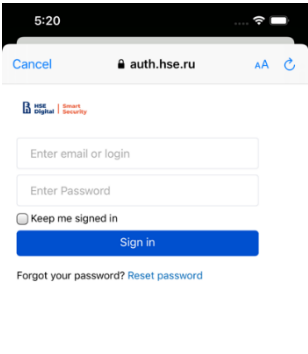 5:20
Cancel auth.hse.ru AA
HSE Digital Smart Security
Enter email or login
Enter Password
Keep me signed in
Sign in
Forgot your password? Reset password